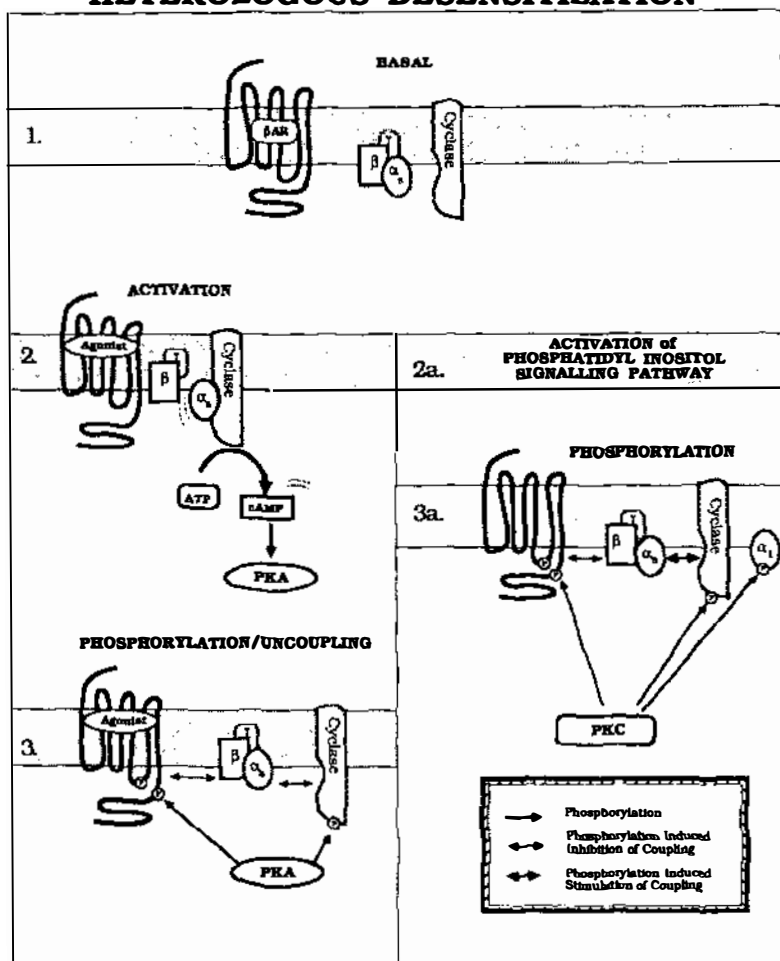 HETEROLOGOUS DESENSITIZATION
BASAL
1.
βAR
γ
β
αs
Cyclase
ACTIVATION
2.
Agonist
γ
β
αs
Cyclase
ATP
cAMP
PKA
PHOSPHORYLATION/UNCOUPLING
3.
Agonist
γ
β
αs
Cyclase
P
P
P
PKA
2a.
ACTIVATION of
PHOSPHATIDYL INOSITOL
SIGNALLING PATHWAY
PHOSPHORYLATION
3a.
γ
β
αs
Cyclase
αi
P
P
P
P
PKC
Phosphorylation
Phosphorylation Induced
Inhibition of Coupling
Phosphorylation Induced
Stimulation of Coupling